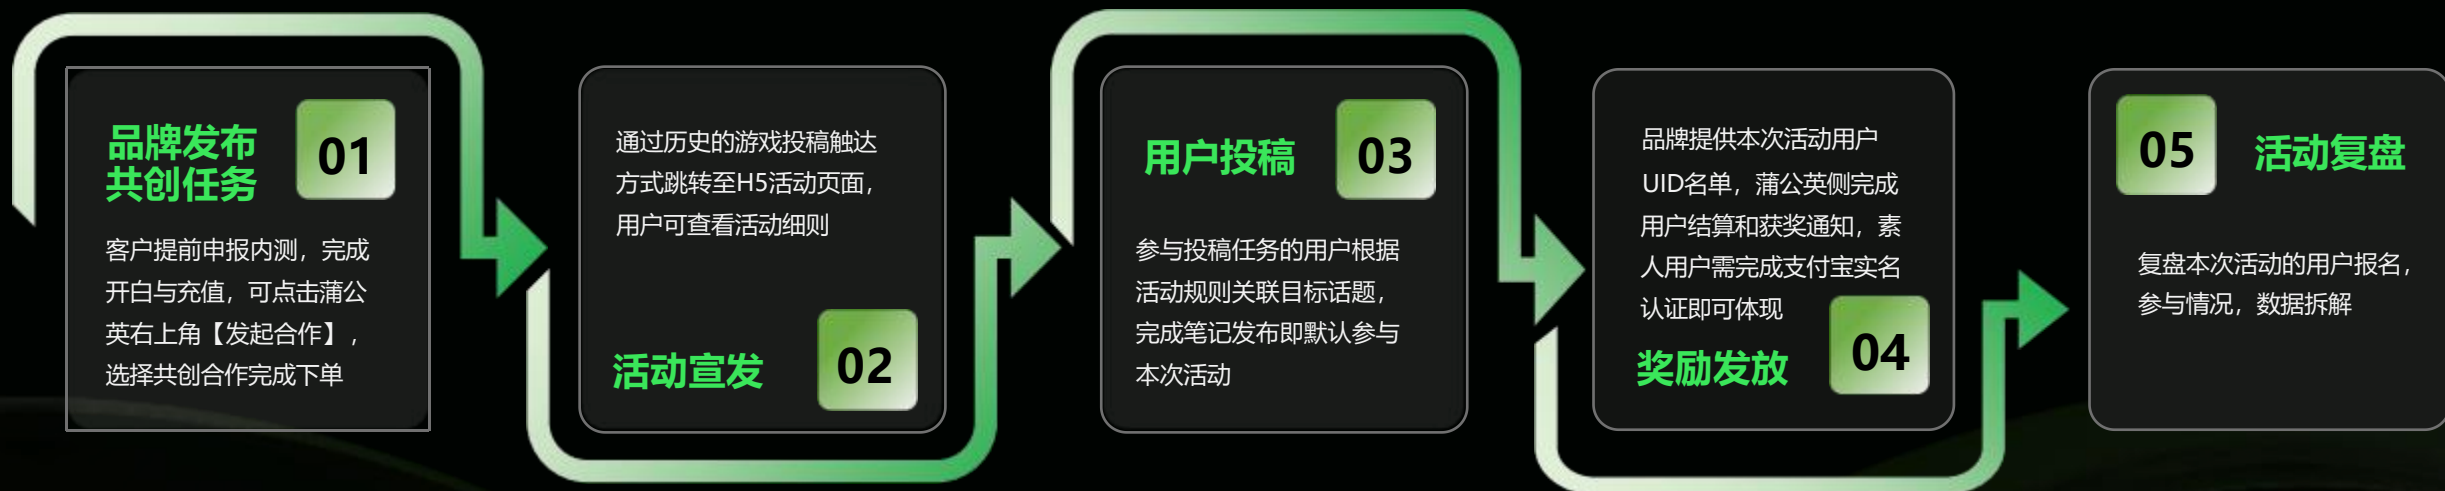 品牌发布
共创任务
01
客户提前申报内测，完成
开白与充值，可点击蒲公
英右上角【发起合作】，
选择共创合作完成下单
通过历史的游戏投稿触达
方式跳转至H5活动页面，
用户可查看活动细则
活动宣发
02
用户投稿
03
参与投稿任务的用户根据
活动规则关联目标话题，
完成笔记发布即默认参与
本次活动
品牌提供本次活动用户
UID名单，蒲公英侧完成
用户结算和获奖通知，素
人用户需完成支付宝实名
认证即可体现
奖励发放
04
05
活动复盘
复盘本次活动的用户报名，
参与情况，数据拆解